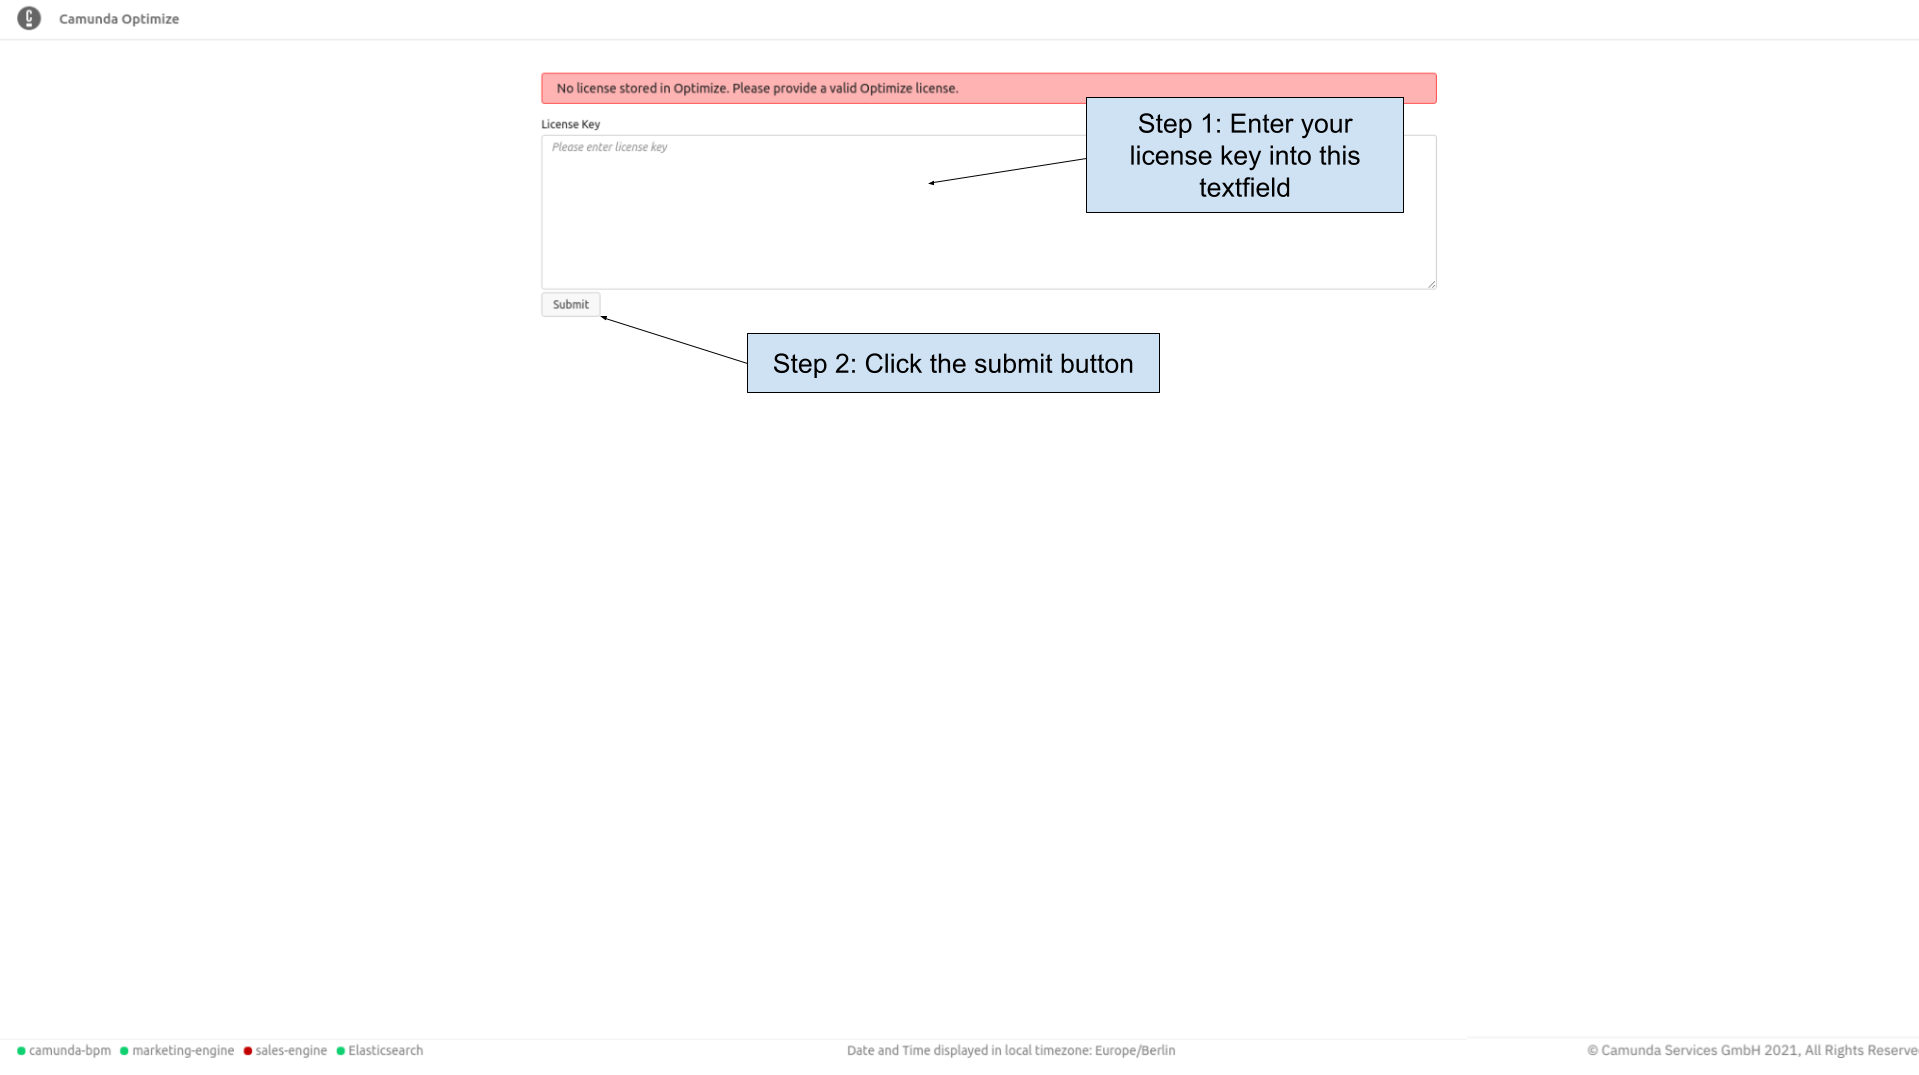 Camunda Optimize
No license stored in Optimize. Please provide a valid Optimize license.
License Key
Please enter license key
Step 1: Enter your
license key into this
textfield
Submit
Step 2: Click the submit button
camunda-bpm marketing-engine sales-engine Elasticsearch
Date and Time displayed in local timezone: Europe/Berlin
© Camunda Services GmbH 2021, All Rights Reserve